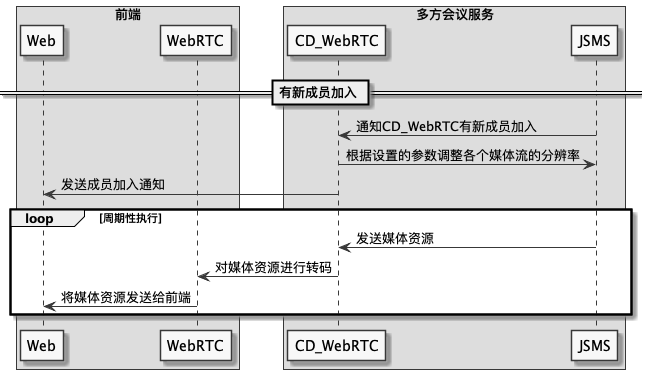 前端
多方会议服务
Web
WebRTC
CD_WebRTC
JSMS
有新成员加入
通知CD_WebRTC有新成员加入
根据设置的参数调整各个媒体流的分辨率
发送成员加入通知
loop
[周期性执行]
发送媒体资源
对媒体资源进行转码
将媒体资源发送给前端
Web
WebRTC
CD_WebRTC
JSMS